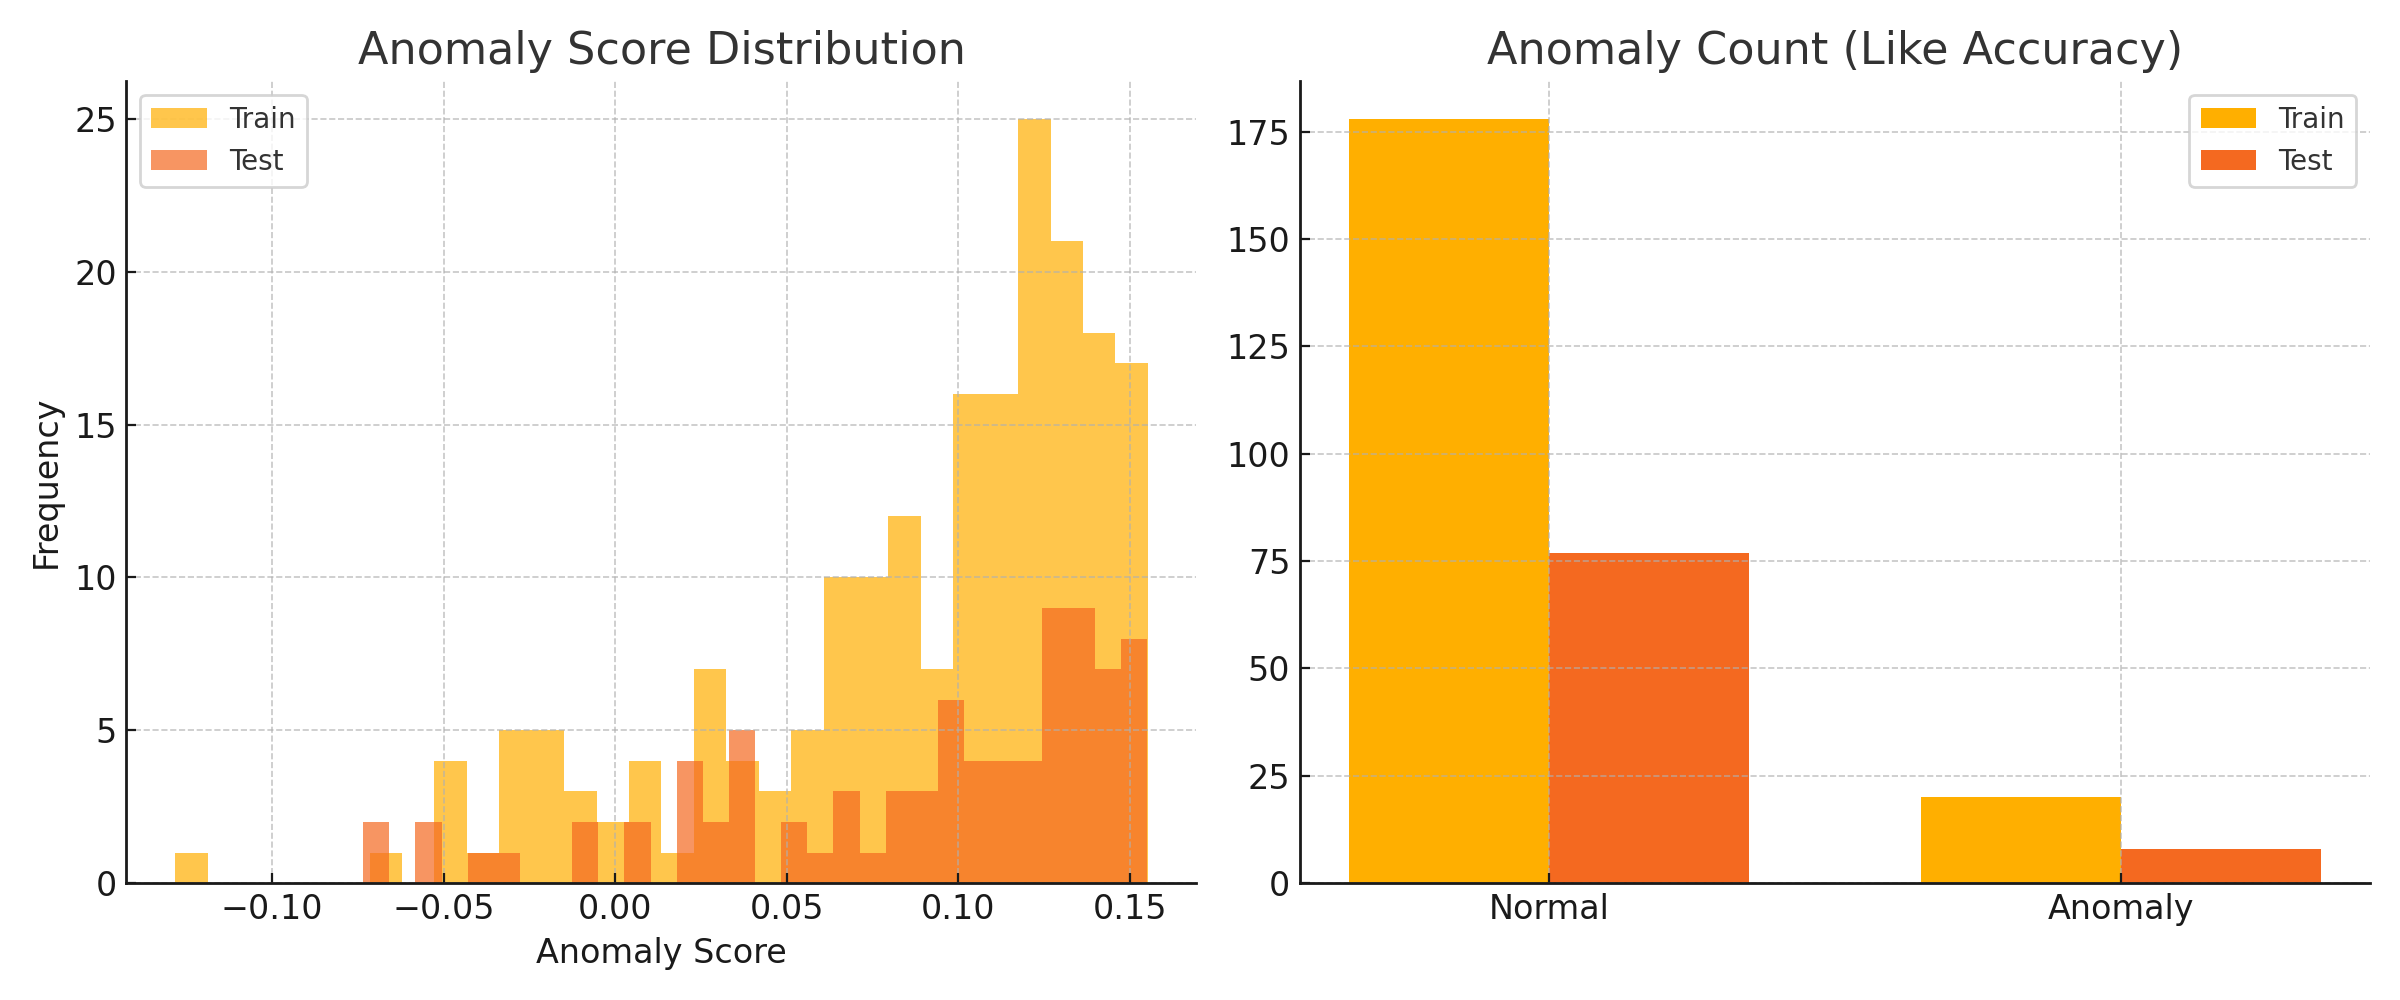 Anomaly Score Distribution
Train
Test
25
20
15
10
5
0
Frequency
−0.10 −0.05 0.00 0.05 0.10 0.15
Anomaly Score
Anomaly Count (Like Accuracy)
Train
Test
175
150
125
100
75
50
25
0
Normal Anomaly